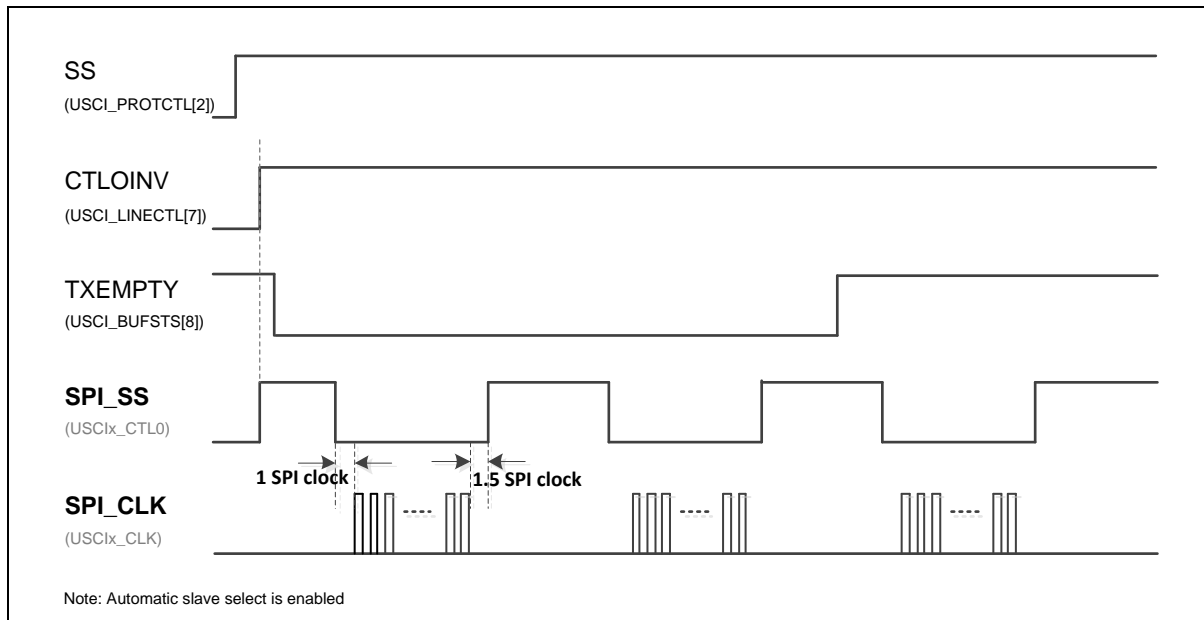 SS
(USCI_PROTCTL[2])
CTLOINV
(USCI_LINECTL[7])
TXEMPTY
(USCI_BUFSTS[8])
SPI_SS
(USCIx_CTL0)
1 SPI clock
1.5 SPI clock
SPI_CLK
(USCIx_CLK)
Note: Automatic slave select is enabled